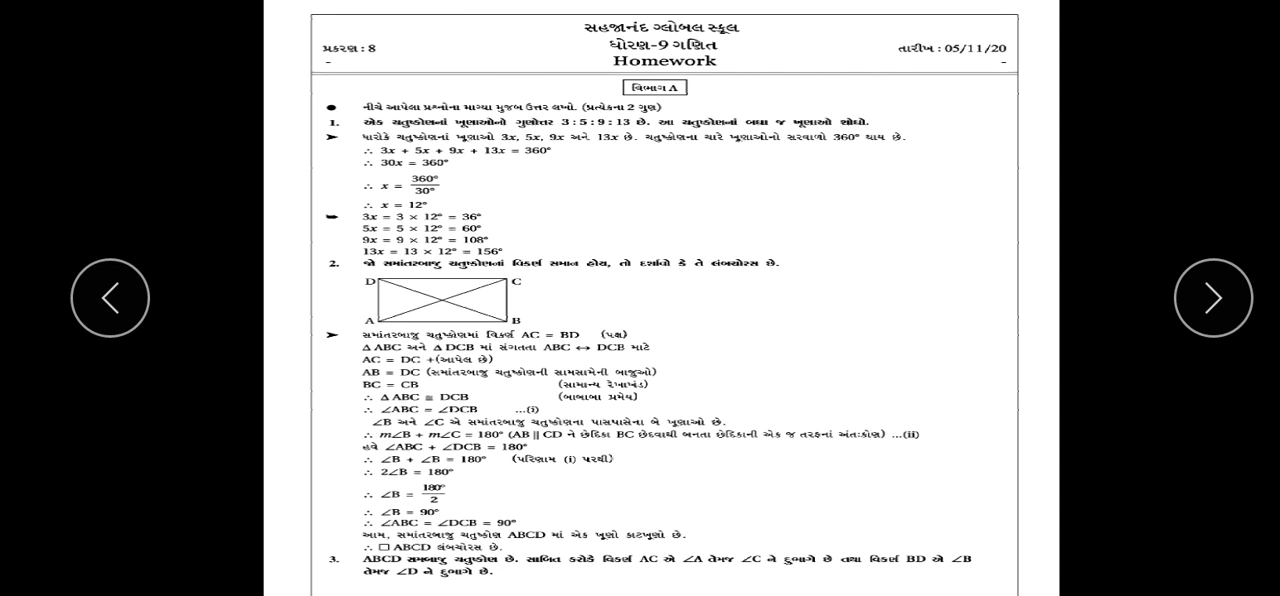 સહજાનંદ ગ્લોબલ સ્કૂલ
પ્રકરણ : 8 ધોરણ-9 ગણિત તારીખ : 05/11/20
- Homework -
વિભાગ A
● નીચે આપેલા પ્રશ્નોના માગ્યા મુજબ ઉત્તર લખો. (પ્રત્યેકના 2 ગુણ)
1. એક ચતુષ્કોણનાં ખૂણાઓનો ગુણોત્તર 3 : 5 : 9 : 13 છે. આ ચતુષ્કોણનાં બધા જ ખૂણાઓ શોધો.
➤ ધારોકે ચતુષ્કોણનાં ખૂણાઓ 3x, 5x, 9x અને 13x છે. ચતુષ્કોણના ચારે ખૂણાઓનો સરવાળો 360° થાય છે.
∴ 3x + 5x + 9x + 13x = 360°
∴ 30x = 360°
∴ x = 360°/30°
∴ x = 12°
➥ 3x = 3 × 12° = 36°
5x = 5 × 12° = 60°
9x = 9 × 12° = 108°
13x = 13 × 12° = 156°
2. જો સમાંતરબાજુ ચતુષ્કોણનાં વિકર્ણ સમાન હોય, તો દર્શાવો કે તે લંબચોરસ છે.
D C
A B
➤ સમાંતરબાજુ ચતુષ્કોણમાં વિકર્ણ AC = BD (પક્ષ)
Δ ABC અને Δ DCB માં સંગતતા ABC ↔ DCB માટે
AC = DC +(આપેલ છે)
AB = DC (સમાંતરબાજુ ચતુષ્કોણની સામસામેની બાજુઓ)
BC = CB (સામાન્ય રેખાખંડ)
∴ Δ ABC ≅ DCB (બાબાબા પ્રમેય)
∴ ∠ABC = ∠DCB ...(i)
∠B અને ∠C એ સમાંતરબાજુ ચતુષ્કોણના પાસપાસેના બે ખૂણાઓ છે.
∴ m∠B + m∠C = 180° (AB || CD ને છેદિકા BC છેદવાથી બનતા છેદિકાની એક જ તરફનાં અંતઃકોણ) ...(ii)
હવે ∠ABC + ∠DCB = 180°
∴ ∠B + ∠B = 180° (પરિણામ (i) પરથી)
∴ 2∠B = 180°
∴ ∠B = 180°/2
∴ ∠B = 90°
∴ ∠ABC = ∠DCB = 90°
આમ, સમાંતરબાજુ ચતુષ્કોણ ABCD માં એક ખૂણો કાટખૂણો છે.
∴ □ ABCD લંબચોરસ છે.
3. ABCD સમબાજુ ચતુષ્કોણ છે. સાબિત કરોકે વિકર્ણ AC એ ∠A તેમજ ∠C ને દુભાગે છે તથા વિકર્ણ BD એ ∠B
તેમજ ∠D ને દુભાગે છે.